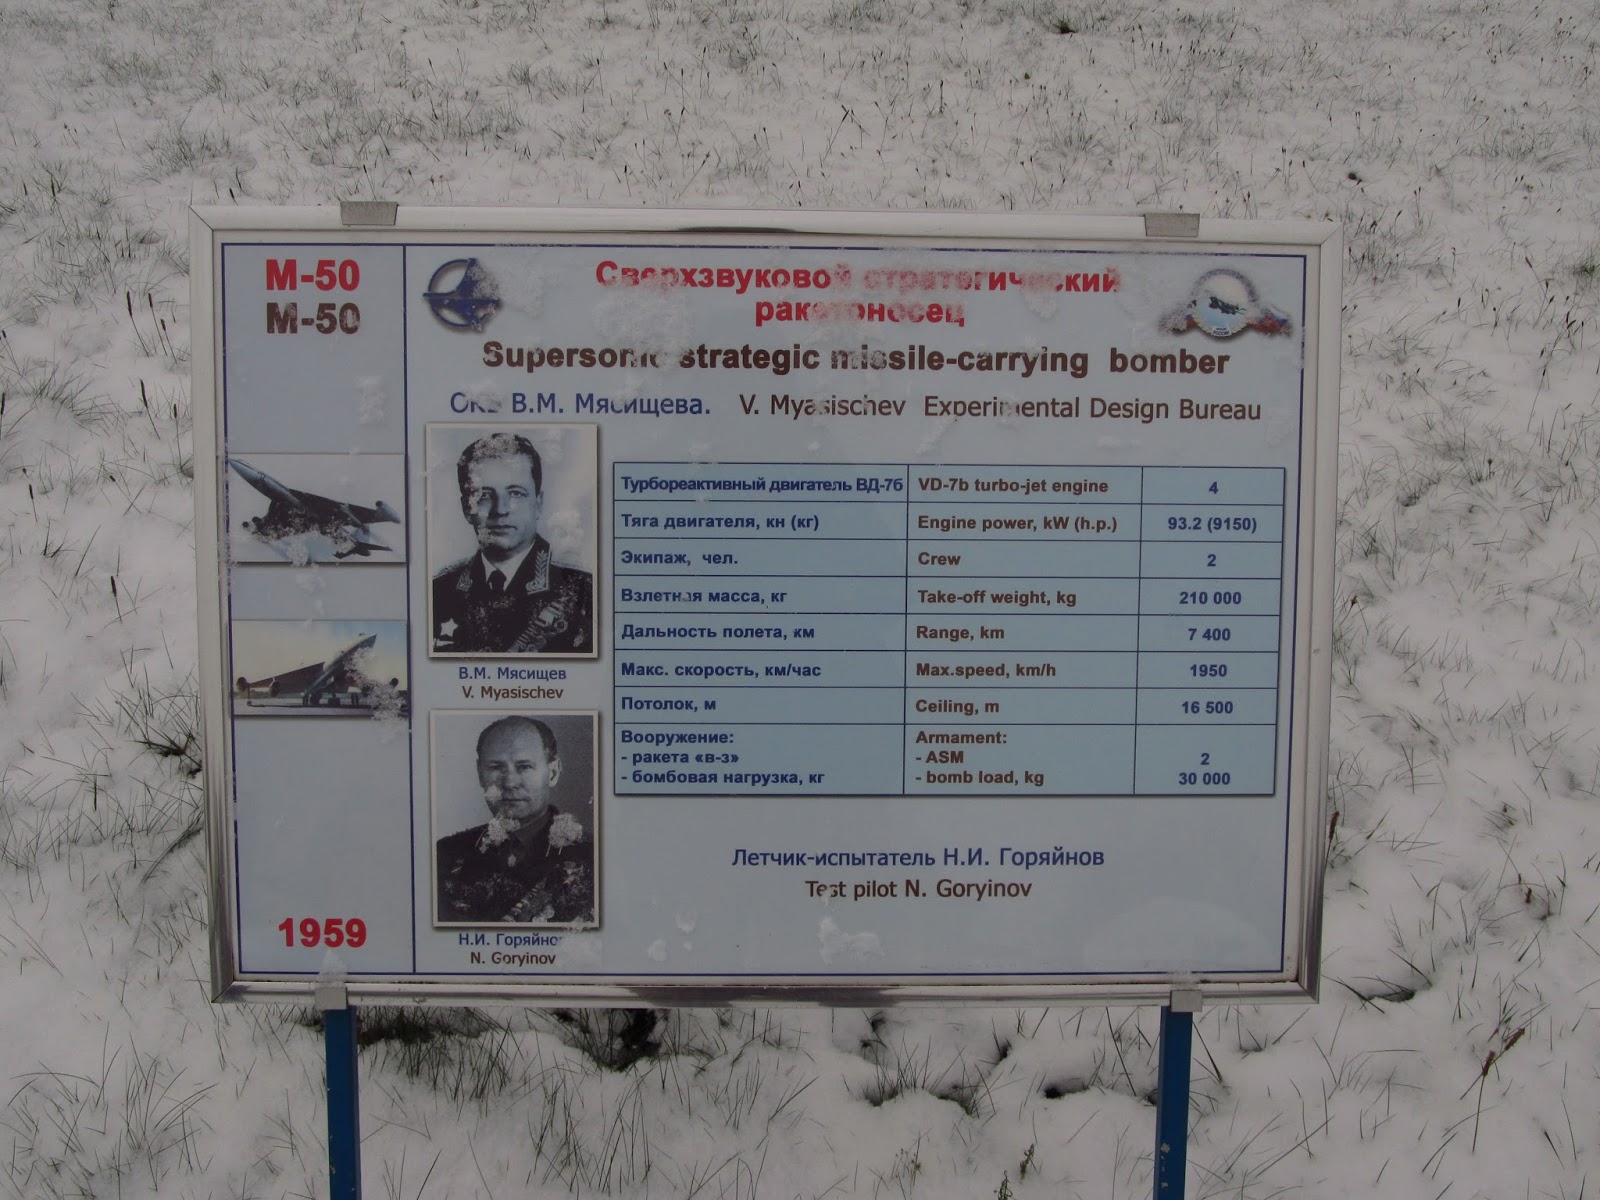 М-50
M-50
1959
Сверхзвуковой стратегический
ракетоносец
Supersonic strategic missile-carrying bomber
ОКБ В.М. Мясищева. V. Myasischev Experimental Design Bureau
В.М. Мясищев
V. Myasischev
Н.И. Горяйнов
N. Goryinov
Турбореактивный двигатель ВД-7б VD-7b turbo-jet engine 4
Тяга двигателя, кн (кг) Engine power, kW (h.p.) 93.2 (9150)
Экипаж, чел. Crew 2
Взлетная масса, кг Take-off weight, kg 210 000
Дальность полета, км Range, km 7 400
Макс. скорость, км/час Max.speed, km/h 1950
Потолок, м Ceiling, m 16 500
Вооружение: Armament:
- ракета «в-з» - ASM 2
- бомбовая нагрузка, кг - bomb load, kg 30 000
Летчик-испытатель Н.И. Горяйнов
Test pilot N. Goryinov